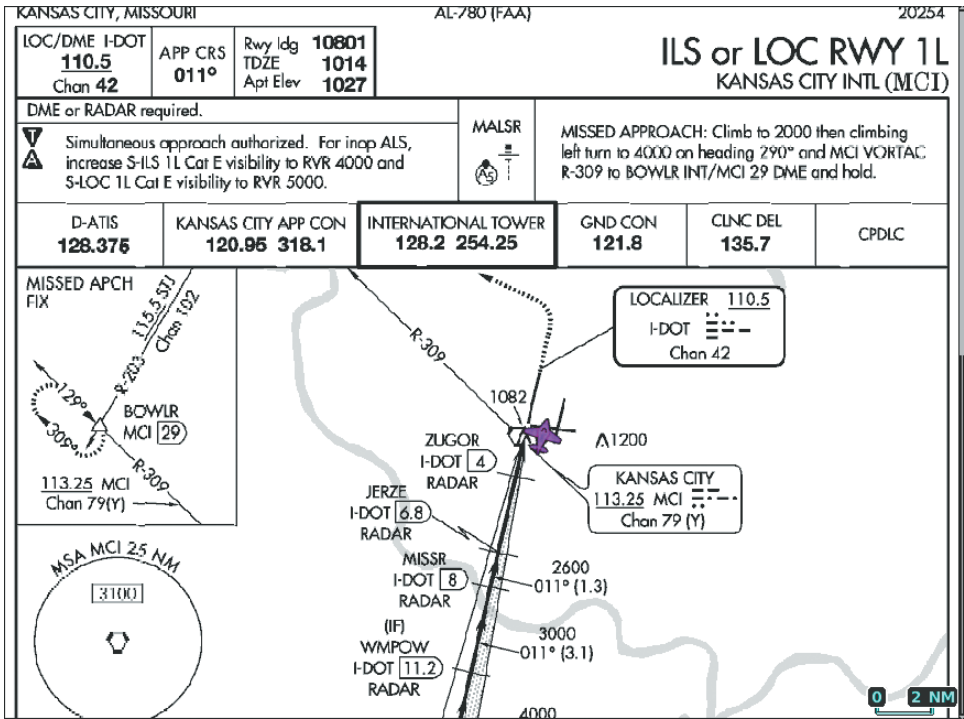 KANSAS CITY, MISSOURI
AL-780 (FAA)
20254
LOC/DME I-DOT
110.5
Chan 42
APP CRS
011°
Rwy ldg 10801
TDZE 1014
Apt Elev 1027
ILS or LOC RWY 1L
KANSAS CITY INTL (MCI)
DME or RADAR required.
T
A
Simultaneous approach authorized. For inop ALS,
increase S-ILS 1L Cat E visibility to RVR 4000 and
S-LOC 1L Cat E visibility to RVR 5000.
MALSR
A5
MISSED APPROACH: Climb to 2000 then climbing
left turn to 4000 on heading 290° and MCI VORTAC
R-309 to BOWLR INT/MCI 29 DME and hold.
D-ATIS
128.375
KANSAS CITY APP CON
120.95 318.1
INTERNATIONAL TOWER
128.2 254.25
GND CON
121.8
CLNC DEL
135.7
CPDLC
MISSED APCH
FIX
115.5 STJ
Chan 102
R-203
129°
309°
BOWLR
MCI 29
R-309
113.25 MCI
Chan 79(Y)
R-309
LOCALIZER 110.5
I-DOT
Chan 42
1082
1200
ZUGOR
I-DOT 4
RADAR
KANSAS CITY
113.25 MCI
Chan 79 (Y)
JERZE
I-DOT 6.8
RADAR
MISSR
I-DOT 8
RADAR
2600
011° (1.3)
(IF)
WMPOW
I-DOT 11.2
RADAR
3000
011° (3.1)
4000
MSA MCI 25 NM
3100
0 2 NM